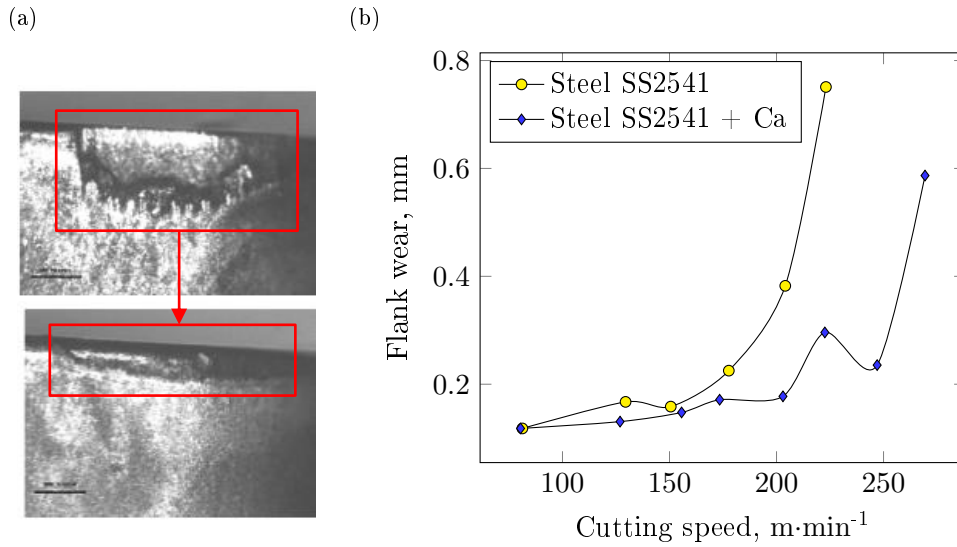 (a)
(b)
Steel SS2541
Steel SS2541 + Ca
0.8
0.6
0.4
0.2
100
150
200
250
Flank wear, mm
Cutting speed, m·min⁻¹